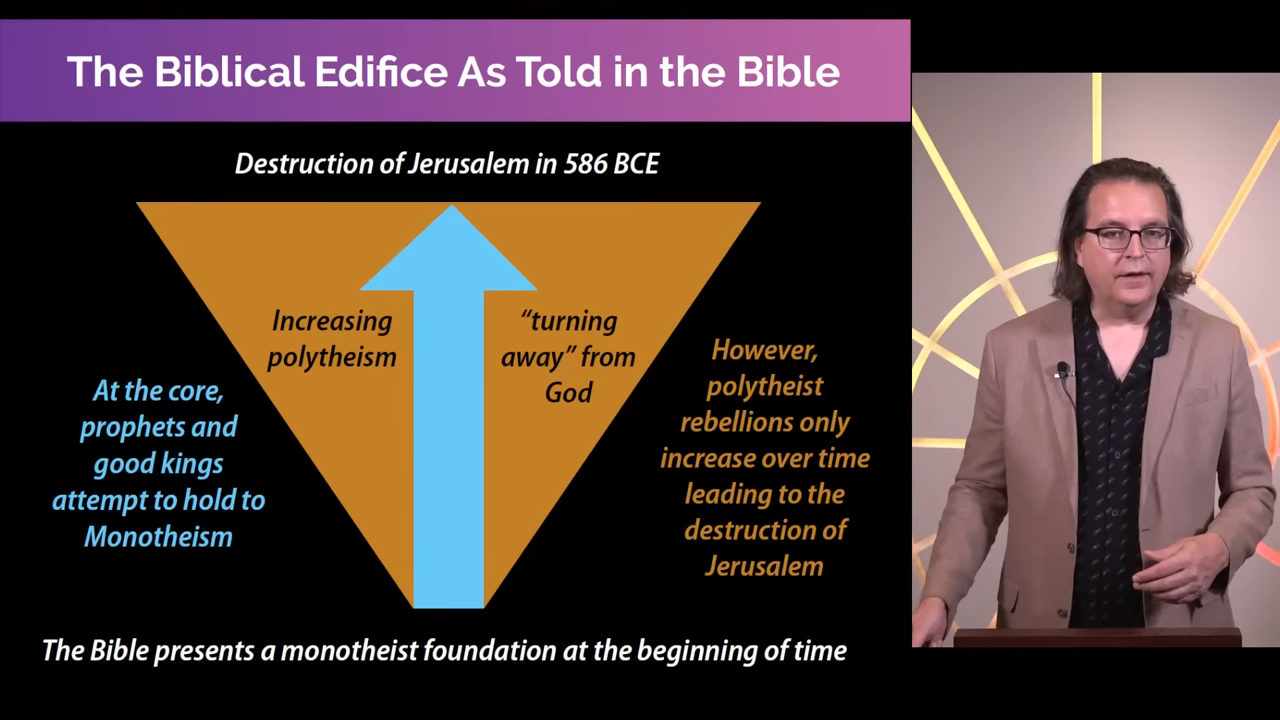 The Biblical Edifice As Told in the Bible
Destruction of Jerusalem in 586 BCE
Increasing
polytheism
“turning
away” from
God
At the core,
prophets and
good kings
attempt to hold to
Monotheism
However,
polytheist
rebellions only
increase over time
leading to the
destruction of
Jerusalem
The Bible presents a monotheist foundation at the beginning of time